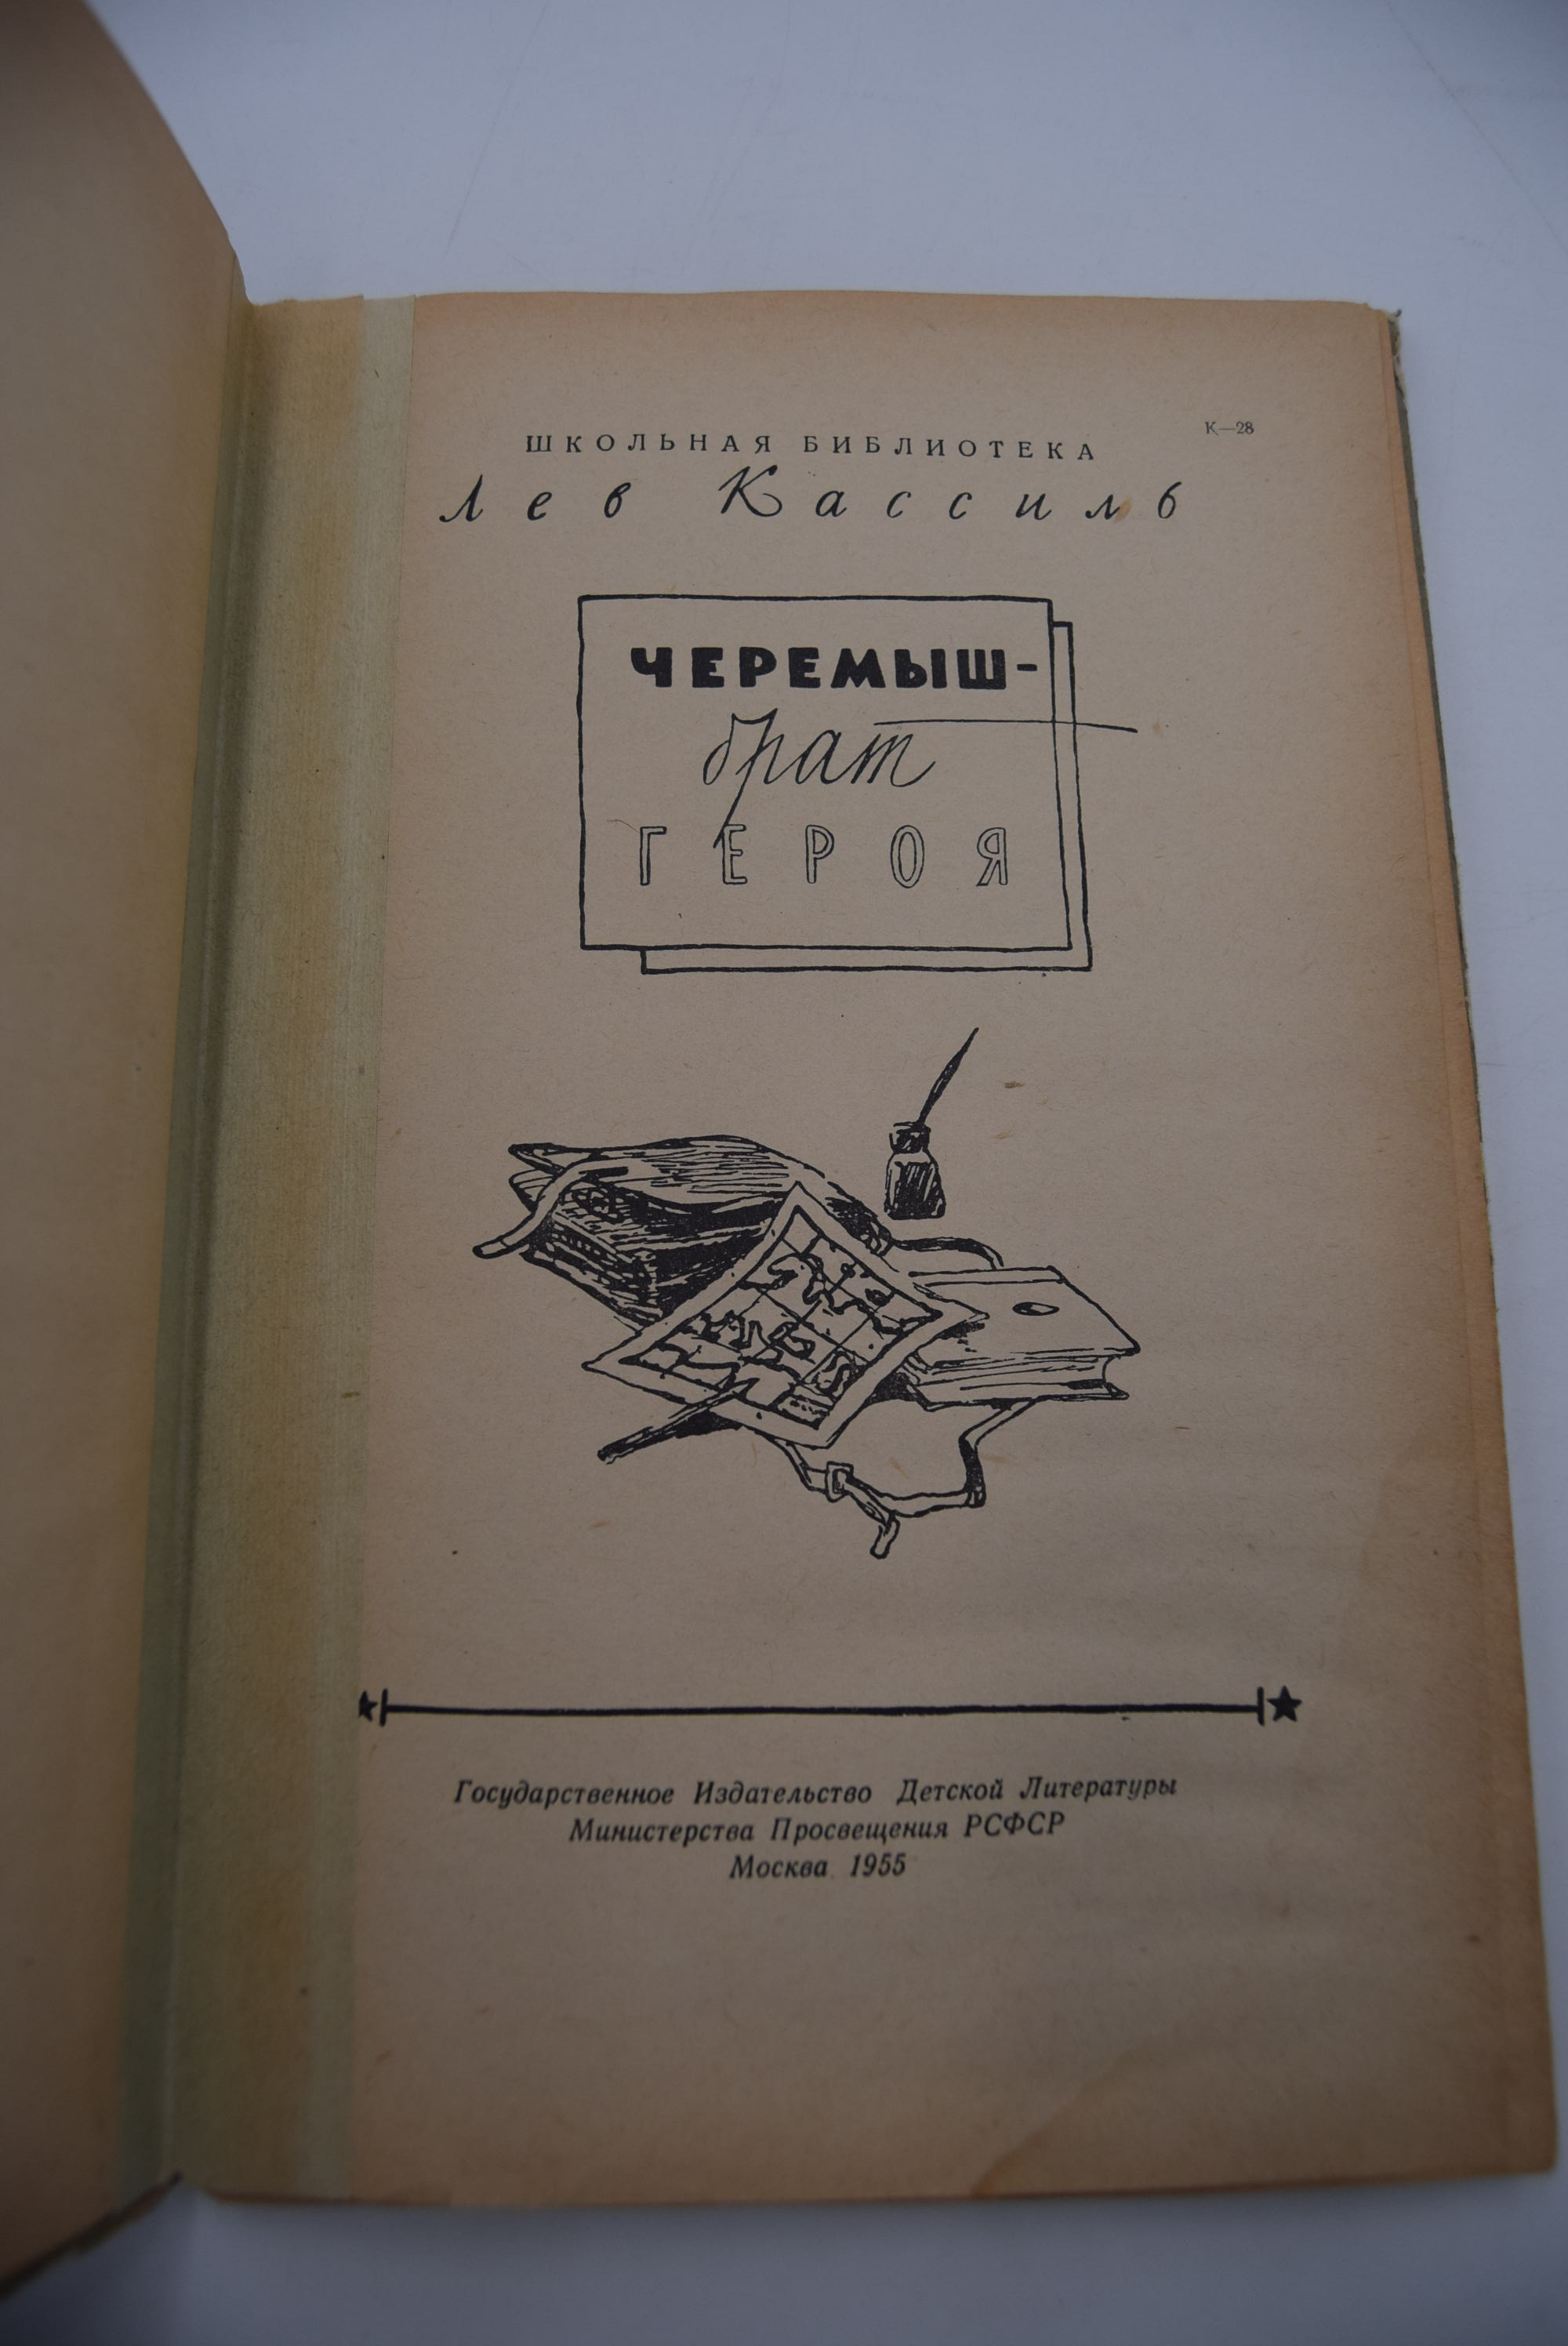 К—28
ШКОЛЬНАЯ БИБЛИОТЕКА
Лев Кассиль
ЧЕРЕМЫШ-
брат
ГЕРОЯ
Государственное Издательство Детской Литературы
Министерства Просвещения РСФСР
Москва 1955